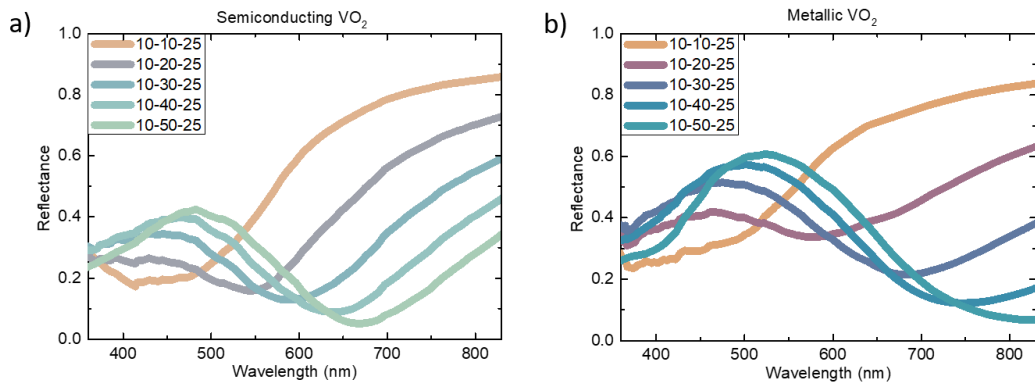 a)
Semiconducting VO₂
1.0
0.8
0.6
0.4
0.2
0.0
Reflectance
10-10-25
10-20-25
10-30-25
10-40-25
10-50-25
400 500 600 700 800
Wavelength (nm)
b)
Metallic VO₂
1.0
0.8
0.6
0.4
0.2
0.0
Reflectance
10-10-25
10-20-25
10-30-25
10-40-25
10-50-25
400 500 600 700 800
Wavelength (nm)